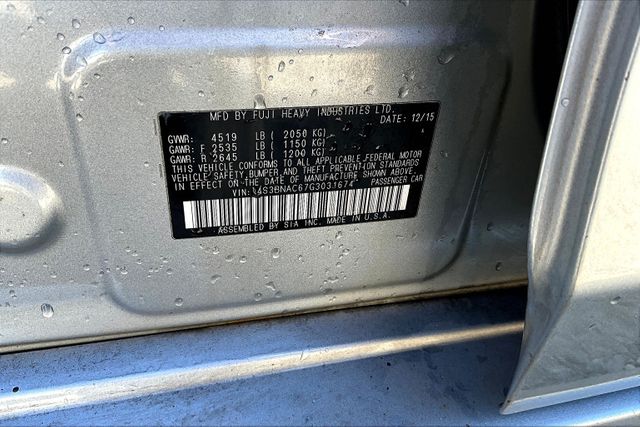 MFD BY FUJI HEAVY INDUSTRIES LTD.
DATE: 12/15
GVWR: 4519 LB ( 2050 KG)
GAWR: F 2535 LB ( 1150 KG)
GAWR: R 2645 LB ( 1200 KG)
THIS VEHICLE CONFORMS TO ALL APPLICABLE FEDERAL MOTOR
VEHICLE SAFETY, BUMPER, AND THEFT PREVENTION STANDARDS
IN EFFECT ON THE DATE OF MANUFACTURE SHOWN ABOVE.
VIN: 4S3BNAC67G3031674 PASSENGER CAR
ASSEMBLED BY SIA INC. MADE IN U.S.A.